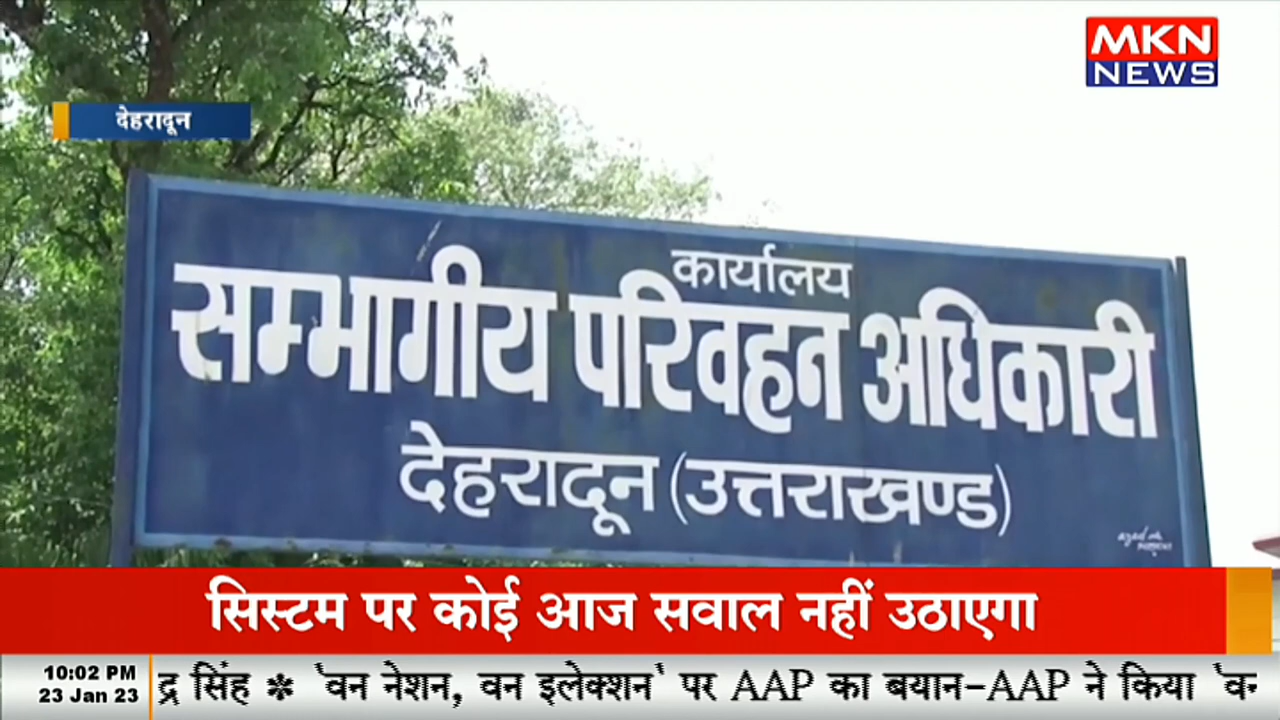 MKN
NEWS
देहरादून
कार्यालय
सम्भागीय परिवहन अधिकारी
देहरादून (उत्तराखण्ड)
सिस्टम पर कोई आज सवाल नहीं उठाएगा
10:02 PM
23 Jan 23
द्र सिंह * 'वन नेशन, वन इलेक्शन' पर AAP का बयान-AAP ने किया 'वन